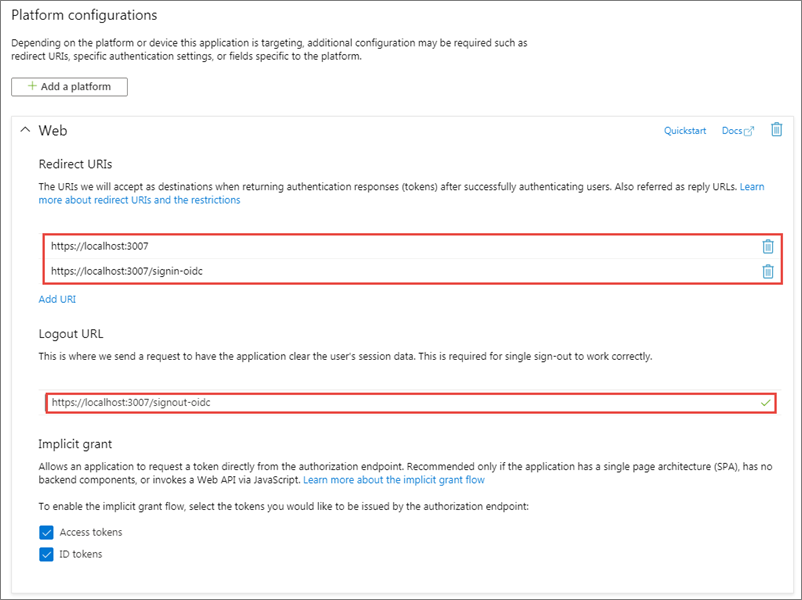 Platform configurations
Depending on the platform or device this application is targeting, additional configuration may be required such as
redirect URIs, specific authentication settings, or fields specific to the platform.
+ Add a platform
Web
Quickstart
Docs
Redirect URIs
The URIs we will accept as destinations when returning authentication responses (tokens) after successfully authenticating users. Also referred as reply URLs. Learn
more about redirect URIs and the restrictions
https://localhost:3007
https://localhost:3007/signin-oidc
Add URI
Logout URL
This is where we send a request to have the application clear the user's session data. This is required for single sign-out to work correctly.
https://localhost:3007/signout-oidc
Implicit grant
Allows an application to request a token directly from the authorization endpoint. Recommended only if the application has a single page architecture (SPA), has no
backend components, or invokes a Web API via JavaScript. Learn more about the implicit grant flow
To enable the implicit grant flow, select the tokens you would like to be issued by the authorization endpoint:
Access tokens
ID tokens